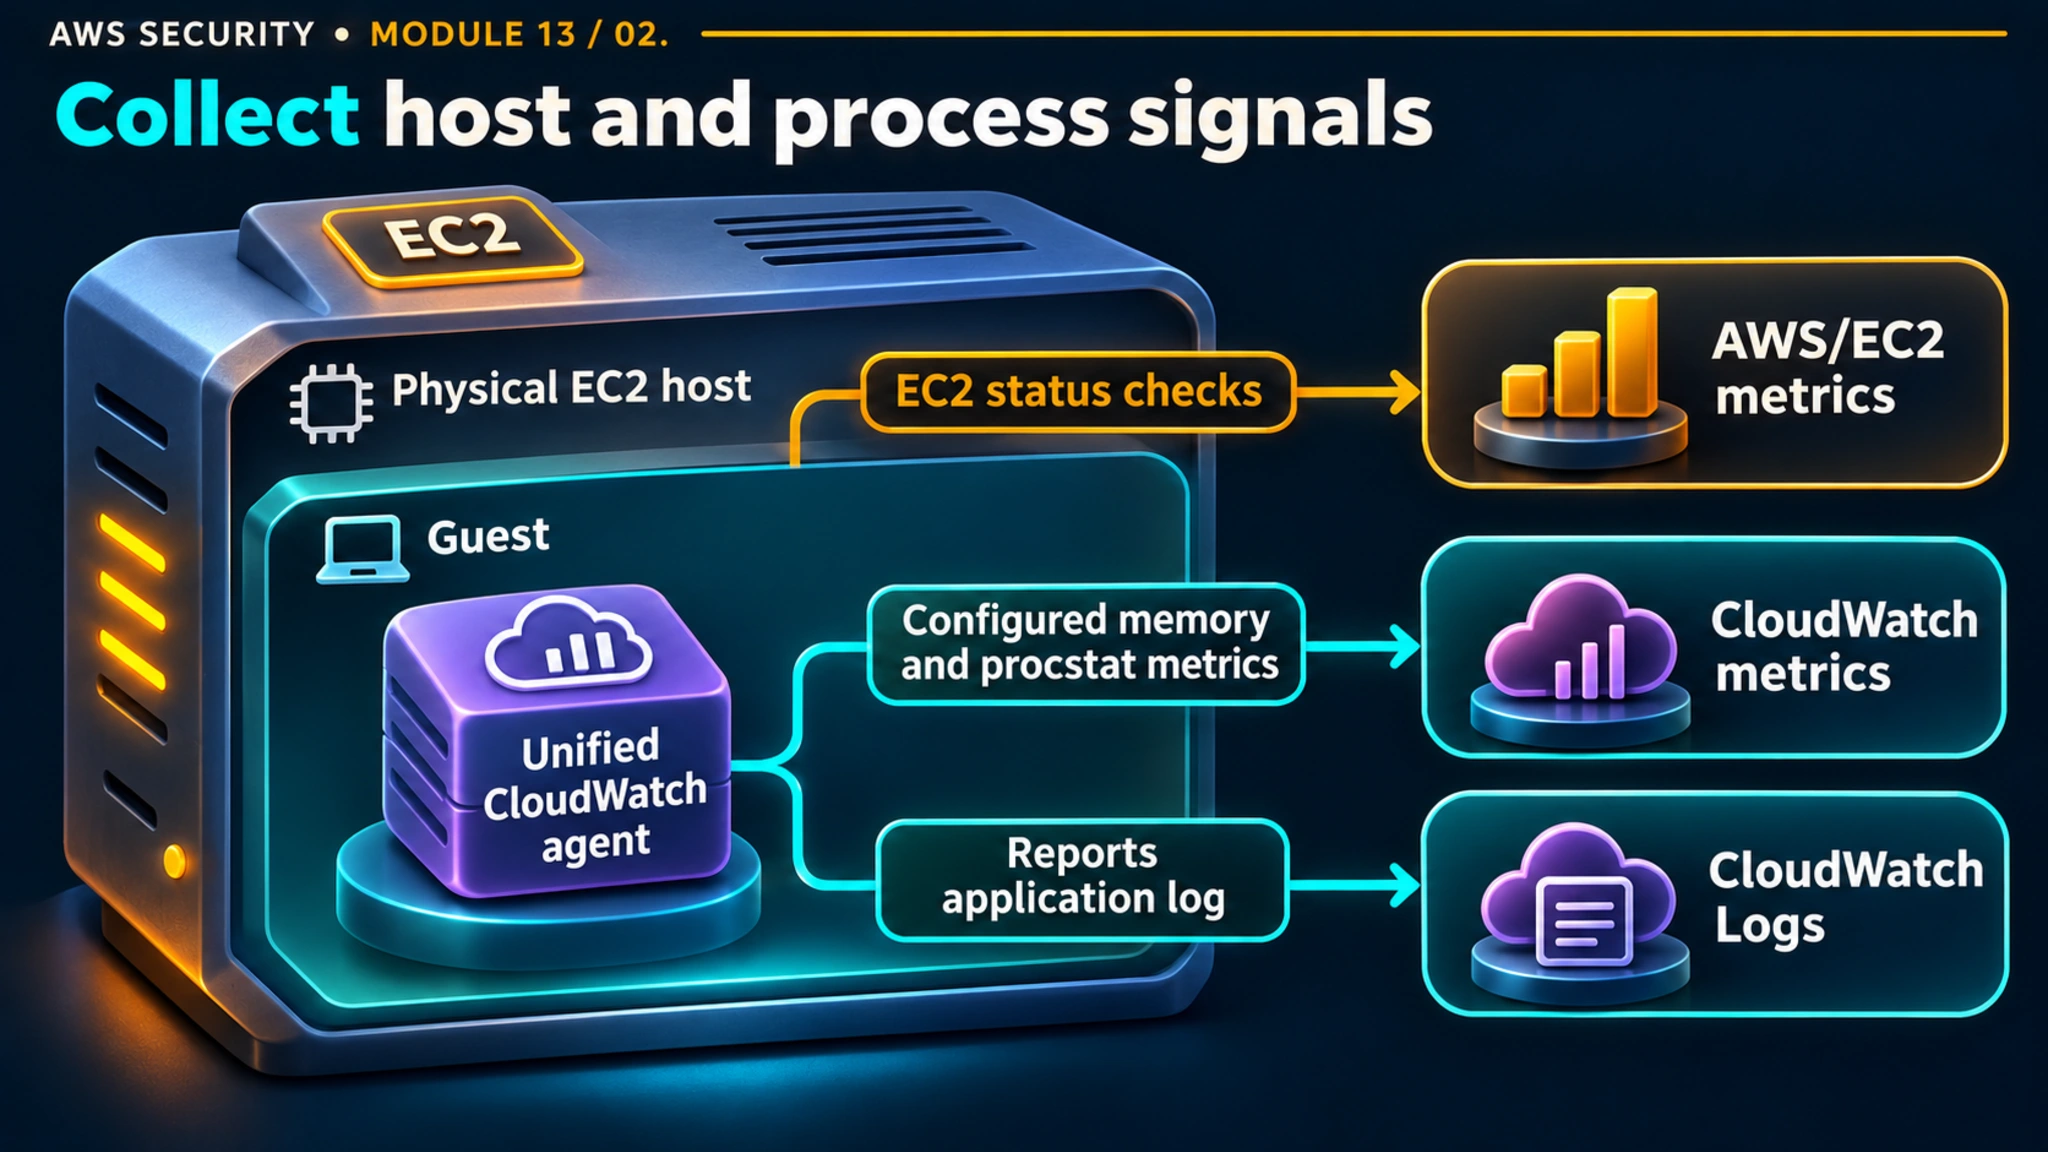 AWS SECURITY • MODULE 13 / 02.
Collect host and process signals
EC2
Physical EC2 host
EC2 status checks
AWS/EC2
metrics
Guest
Unified
CloudWatch
agent
Configured memory
and procstat metrics
CloudWatch
metrics
Reports
application log
CloudWatch
Logs